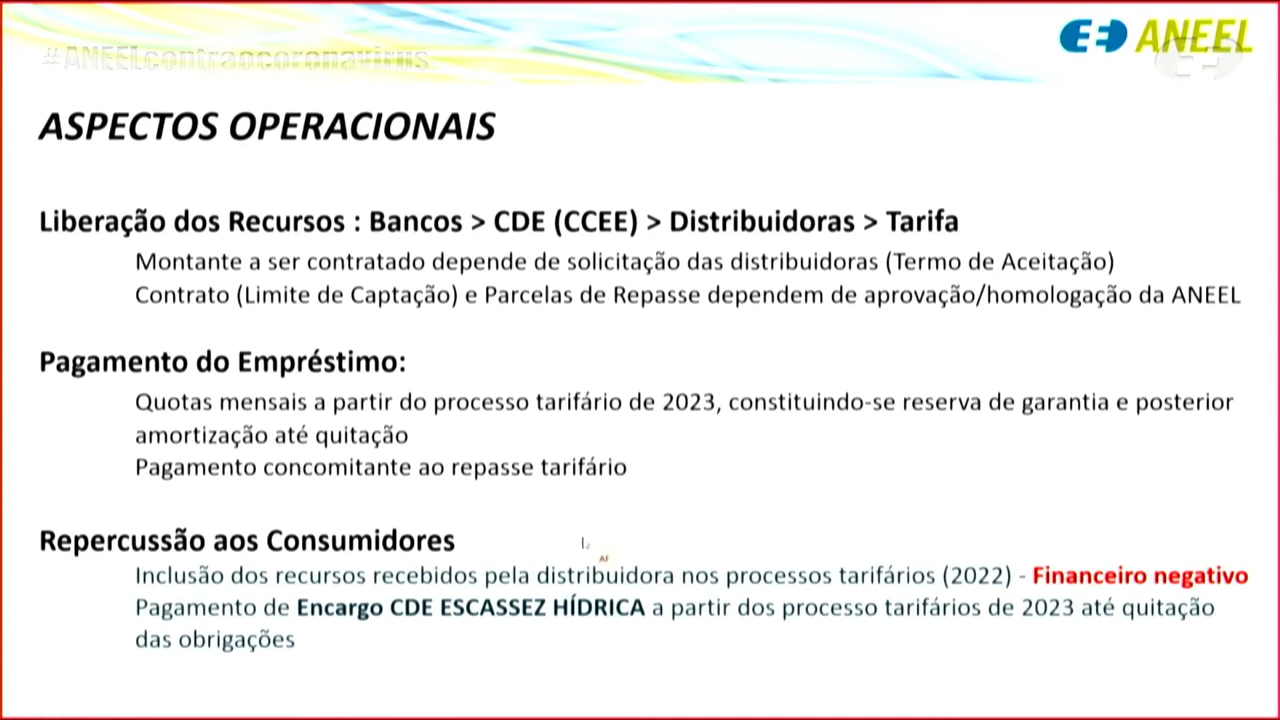 #ANEELcontraocoronavirus
ANEEL
ASPECTOS OPERACIONAIS
Liberação dos Recursos : Bancos > CDE (CCEE) > Distribuidoras > Tarifa
Montante a ser contratado depende de solicitação das distribuidoras (Termo de Aceitação)
Contrato (Limite de Captação) e Parcelas de Repasse dependem de aprovação/homologação da ANEEL
Pagamento do Empréstimo:
Quotas mensais a partir do processo tarifário de 2023, constituindo-se reserva de garantia e posterior
amortização até quitação
Pagamento concomitante ao repasse tarifário
Repercussão aos Consumidores
Inclusão dos recursos recebidos pela distribuidora nos processos tarifários (2022) - Financeiro negativo
Pagamento de Encargo CDE ESCASSEZ HÍDRICA a partir dos processo tarifários de 2023 até quitação
das obrigações